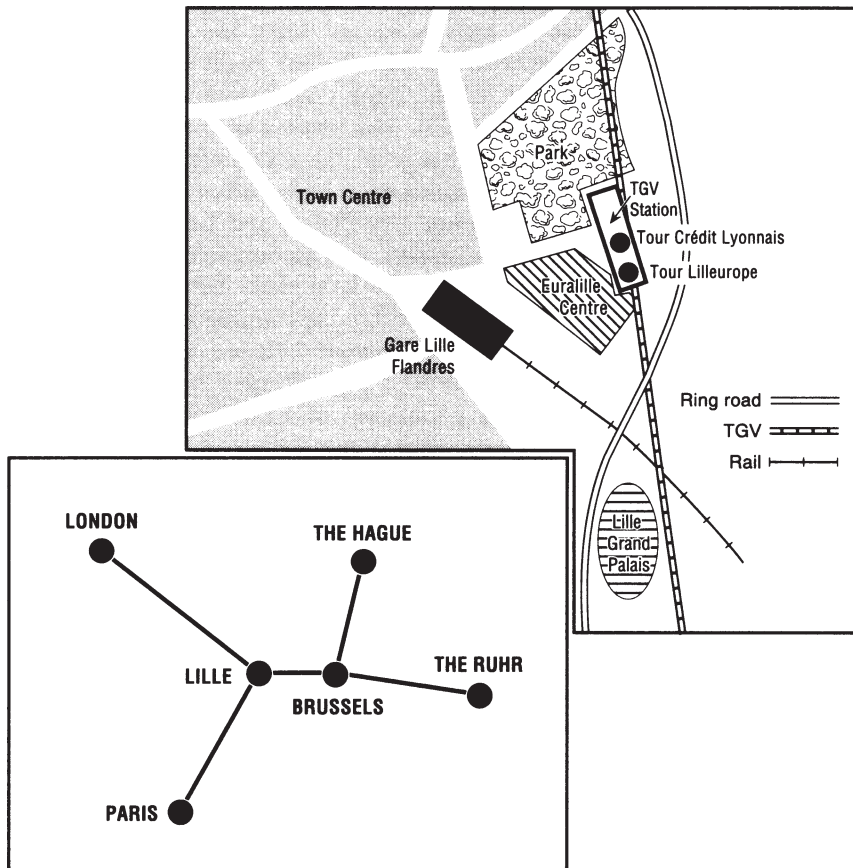 Park
TGV
Station
Town Centre
Tour Crédit Lyonnais
Tour Lilleurope
Euralille
Centre
Gare Lille
Flandres
Ring road
TGV
Rail
Lille
Grand
Palais
LONDON
THE HAGUE
LILLE
BRUSSELS
THE RUHR
PARIS